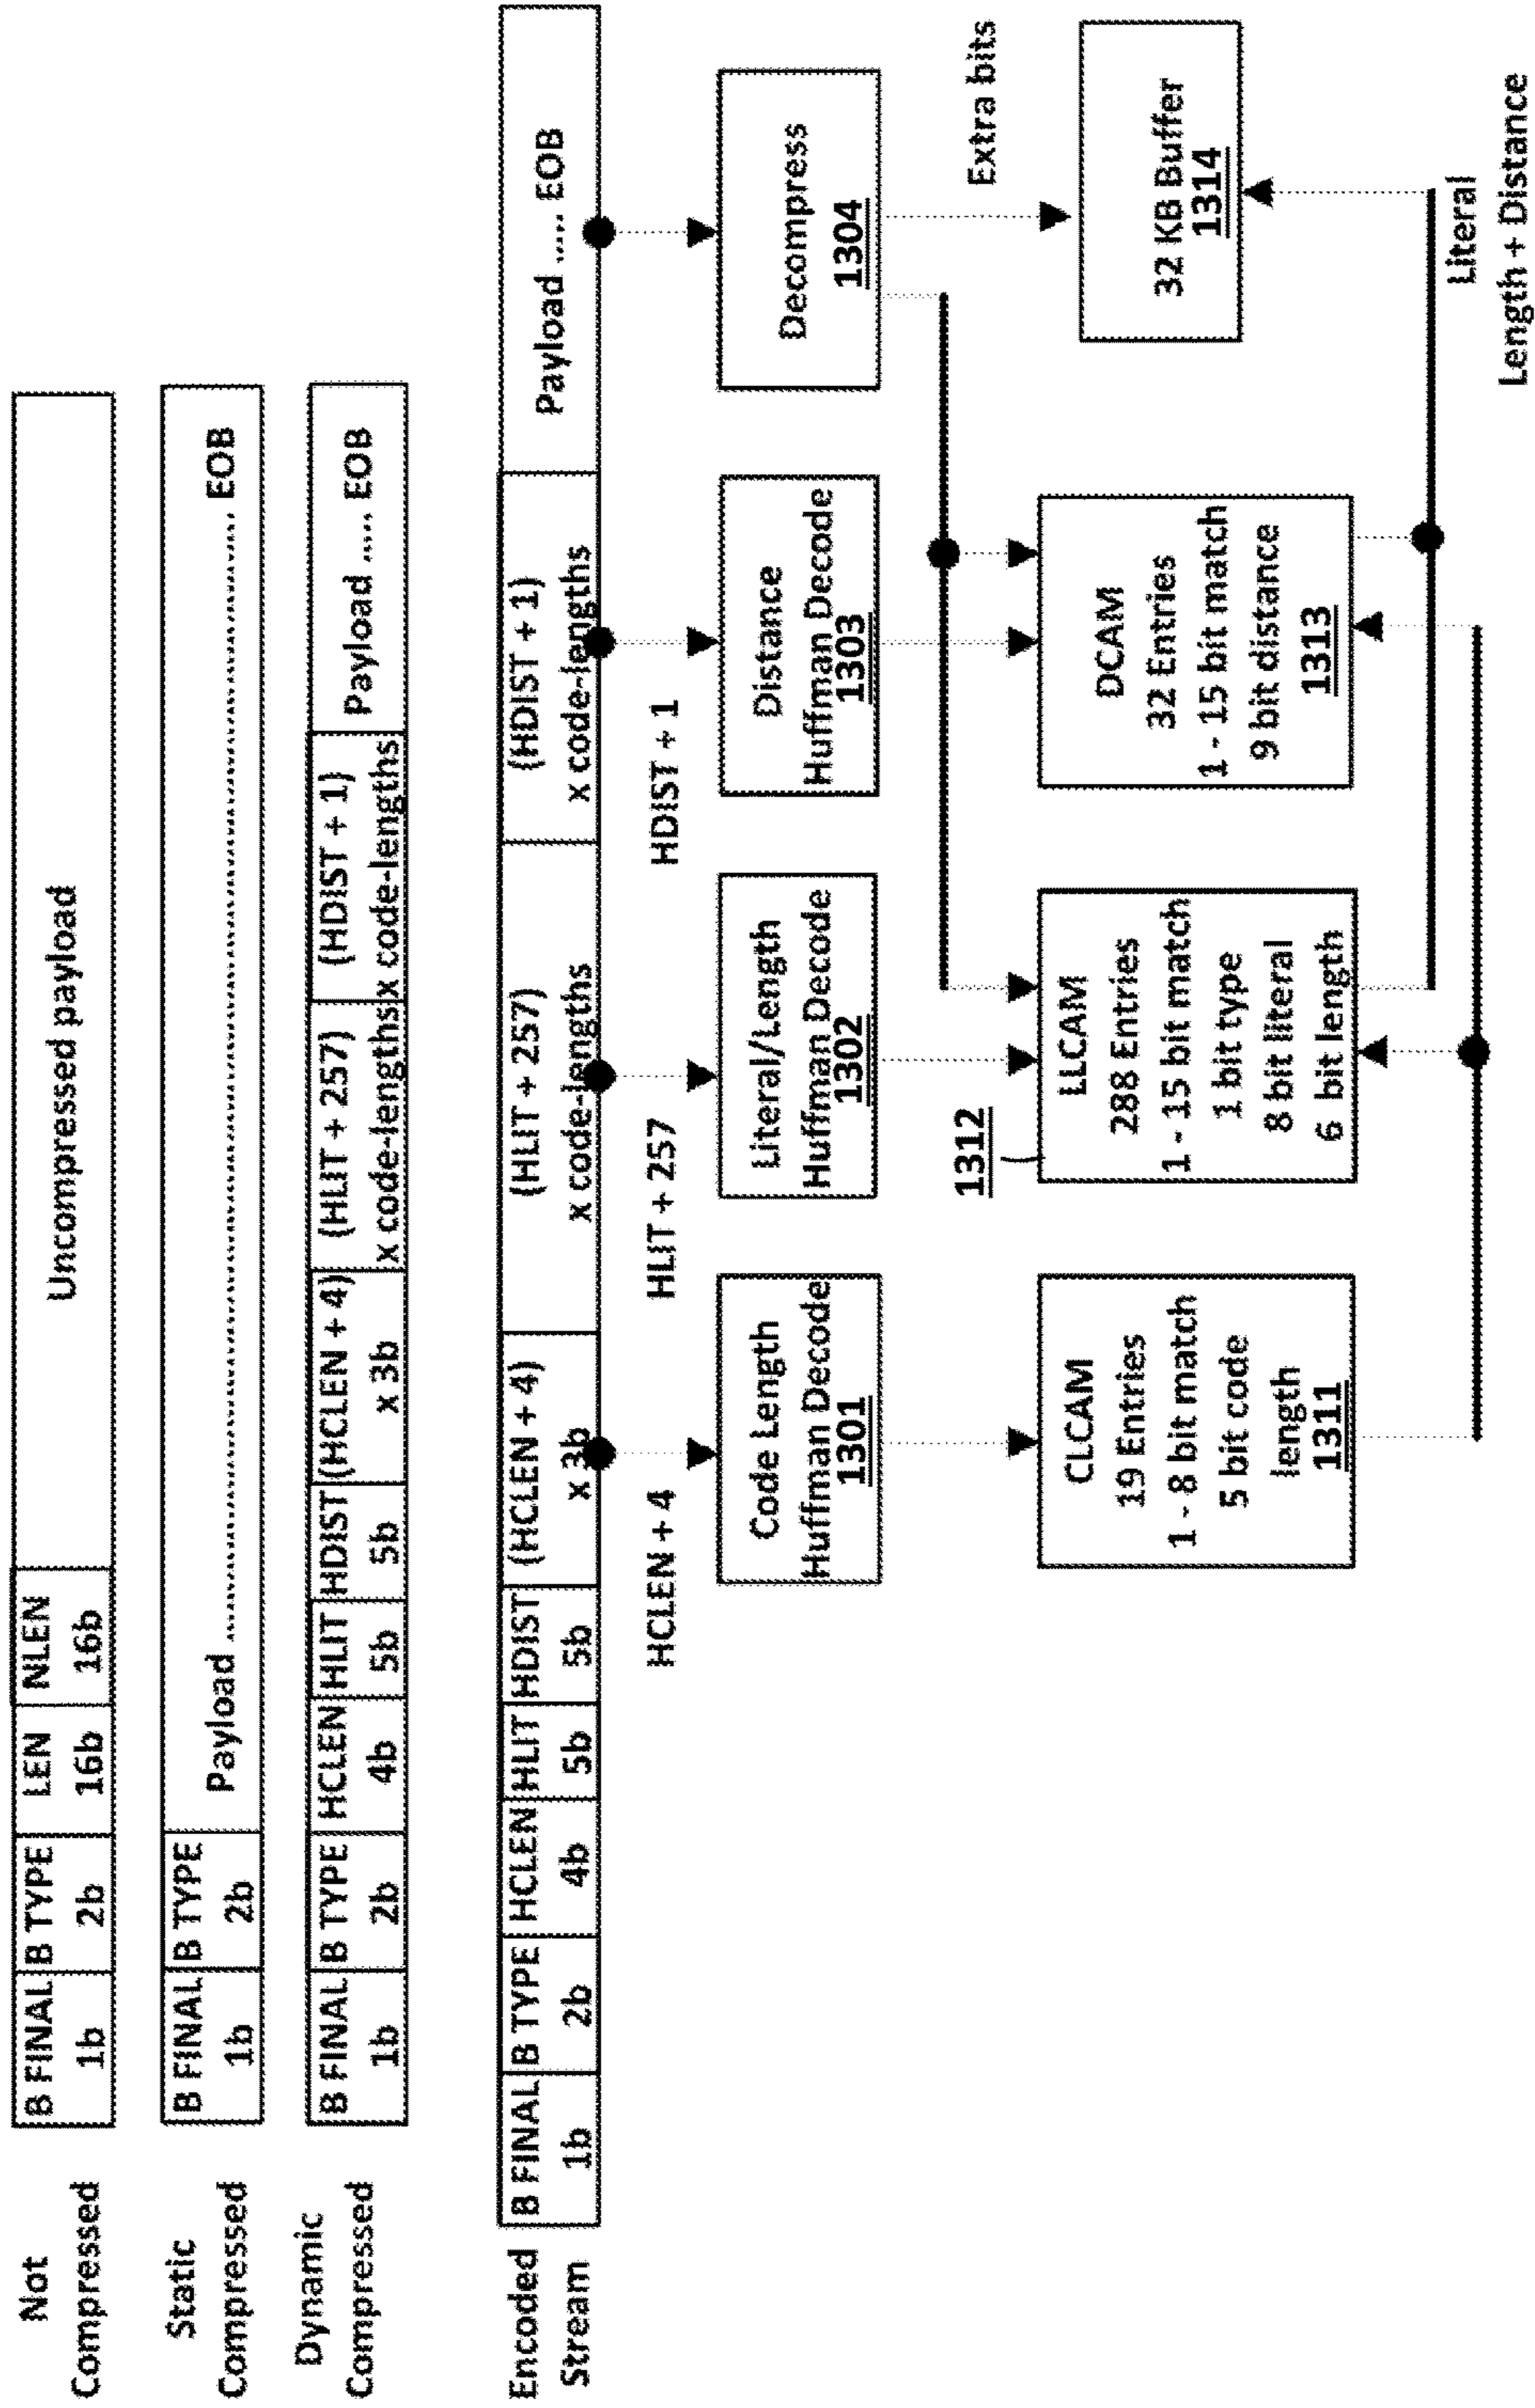 Not
Compressed
B FINAL
1b
B TYPE
2b
LEN
16b
NLEN
16b
Uncompressed payload
Static
Compressed
B FINAL
1b
B TYPE
2b
Payload ................................ EOB
Dynamic
Compressed
B FINAL
1b
B TYPE
2b
HCLEN
4b
HLIT
5b
HDIST
5b
(HCLEN + 4)
x 3b
(HLIT + 257)
x code-lengths
(HDIST + 1)
x code-lengths
Payload ..... EOB
Encoded
Stream
B FINAL
1b
B TYPE
2b
HCLEN
4b
HLIT
5b
HDIST
5b
(HCLEN + 4)
x 3b
(HLIT + 257)
x code-lengths
(HDIST + 1)
x code-lengths
Payload ..... EOB
HCLEN + 4
HLIT + 257
HDIST + 1
Code Length
Huffman Decode
1301
Literal/Length
Huffman Decode
1302
Distance
Huffman Decode
1303
Decompress
1304
1312
Extra bits
CLCAM
19 Entries
1 - 8 bit match
5 bit code
length
1311
LLCAM
288 Entries
1 - 15 bit match
1 bit type
8 bit literal
6 bit length
DCAM
32 Entries
1 - 15 bit match
9 bit distance
1313
32 KB Buffer
1314
Literal
Length + Distance